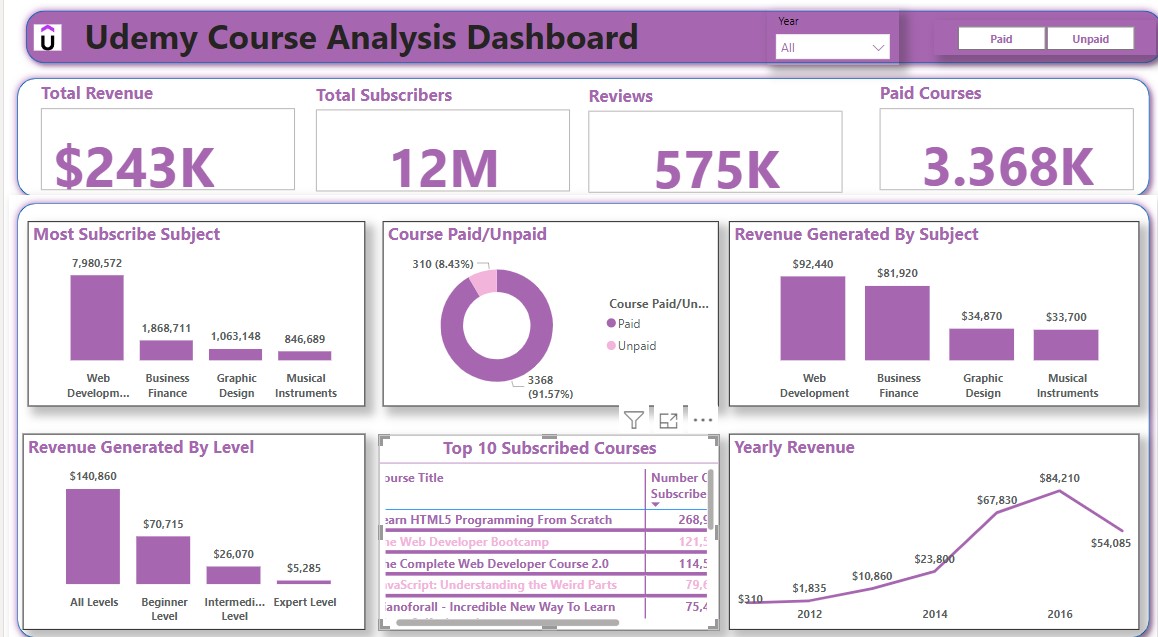 Udemy Course Analysis Dashboard
Year
All
Paid
Unpaid
Total Revenue
$243K
Total Subscribers
12M
Reviews
575K
Paid Courses
3.368K
Most Subscribe Subject
7,980,572
1,868,711
1,063,148
846,689
Web
Developm...
Business
Finance
Graphic
Design
Musical
Instruments
Course Paid/Unpaid
310 (8.43%)
3368
(91.57%)
Course Paid/Un...
Paid
Unpaid
Revenue Generated By Subject
$92,440
$81,920
$34,870
$33,700
Web
Development
Business
Finance
Graphic
Design
Musical
Instruments
Revenue Generated By Level
$140,860
$70,715
$26,070
$5,285
All Levels
Beginner
Level
Intermedi...
Level
Expert Level
Top 10 Subscribed Courses
ourse Title
Number
Subscribe
earn HTML5 Programming From Scratch
268,9
he Web Developer Bootcamp
121,5
he Complete Web Developer Course 2.0
114,5
vaScript: Understanding the Weird Parts
79,6
ianoforall - Incredible New Way To Learn
75,4
Yearly Revenue
$310
$1,835
$10,860
$23,800
$67,830
$84,210
$54,085
2012
2014
2016